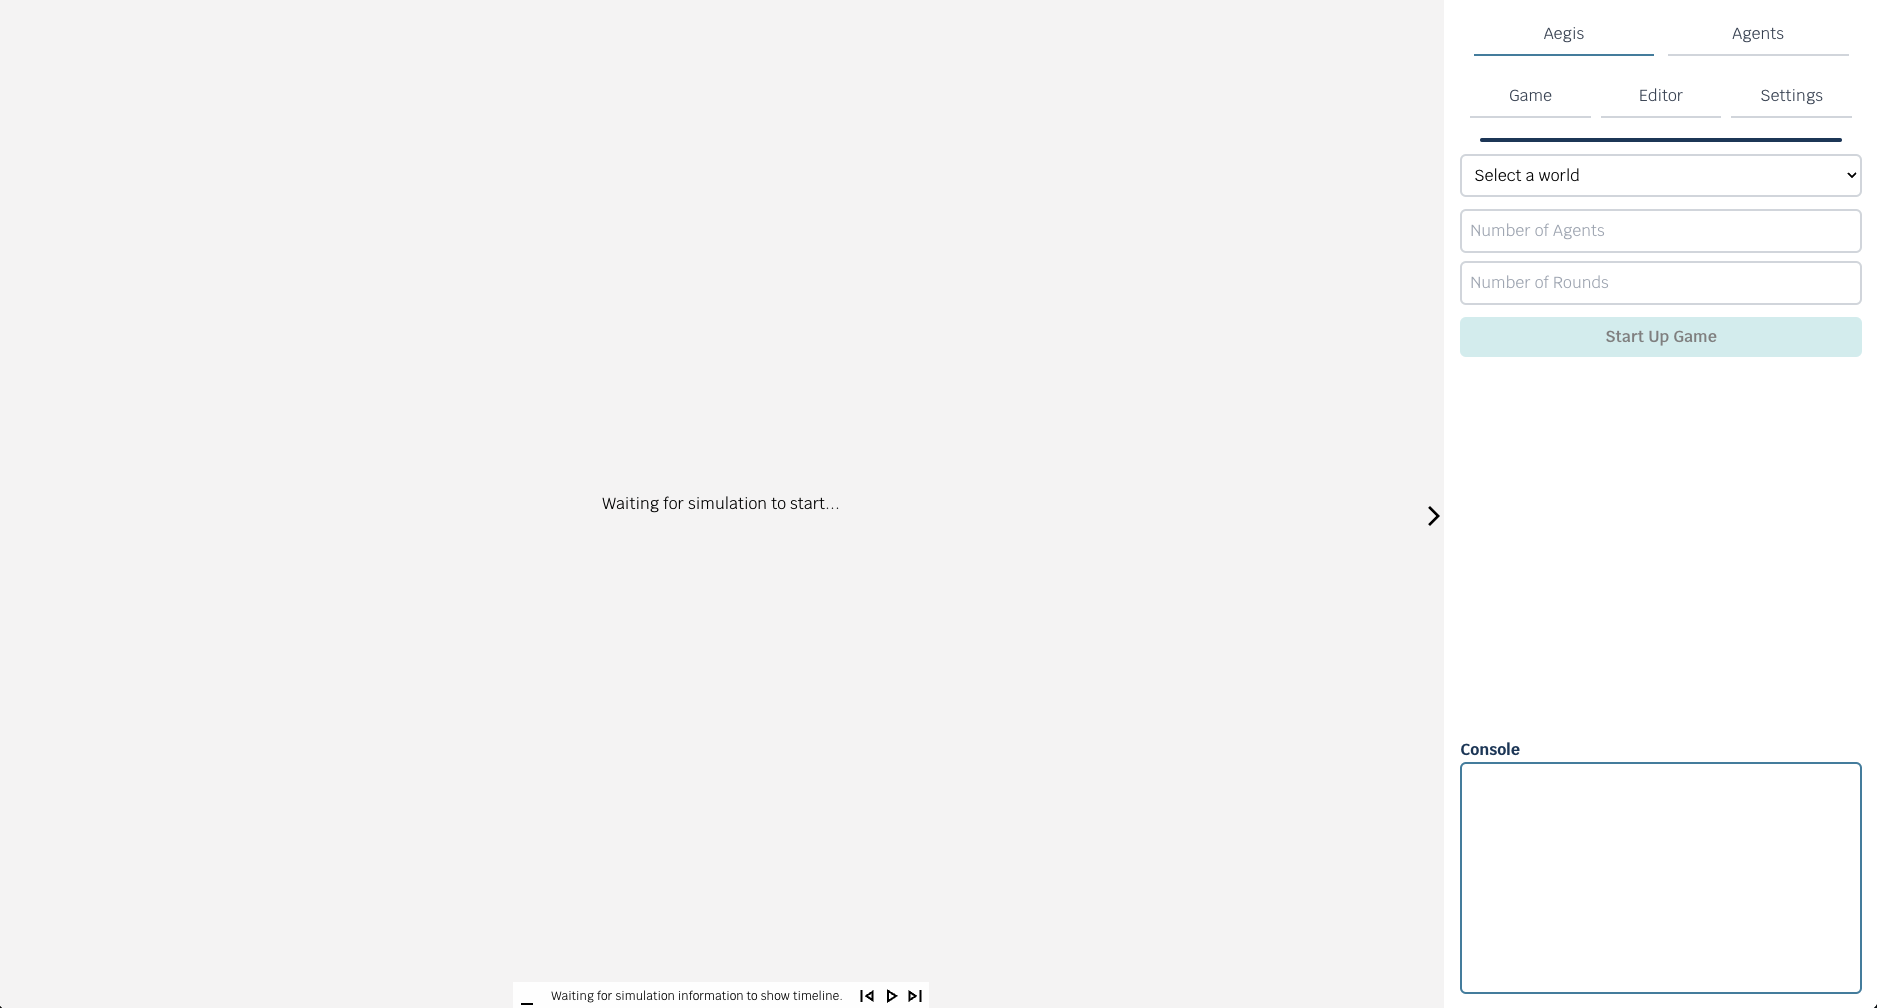 Aegis
Agents
Game
Editor
Settings
Select a world
Number of Agents
Number of Rounds
Start Up Game
Waiting for simulation to start...
Console
Waiting for simulation information to show timeline.